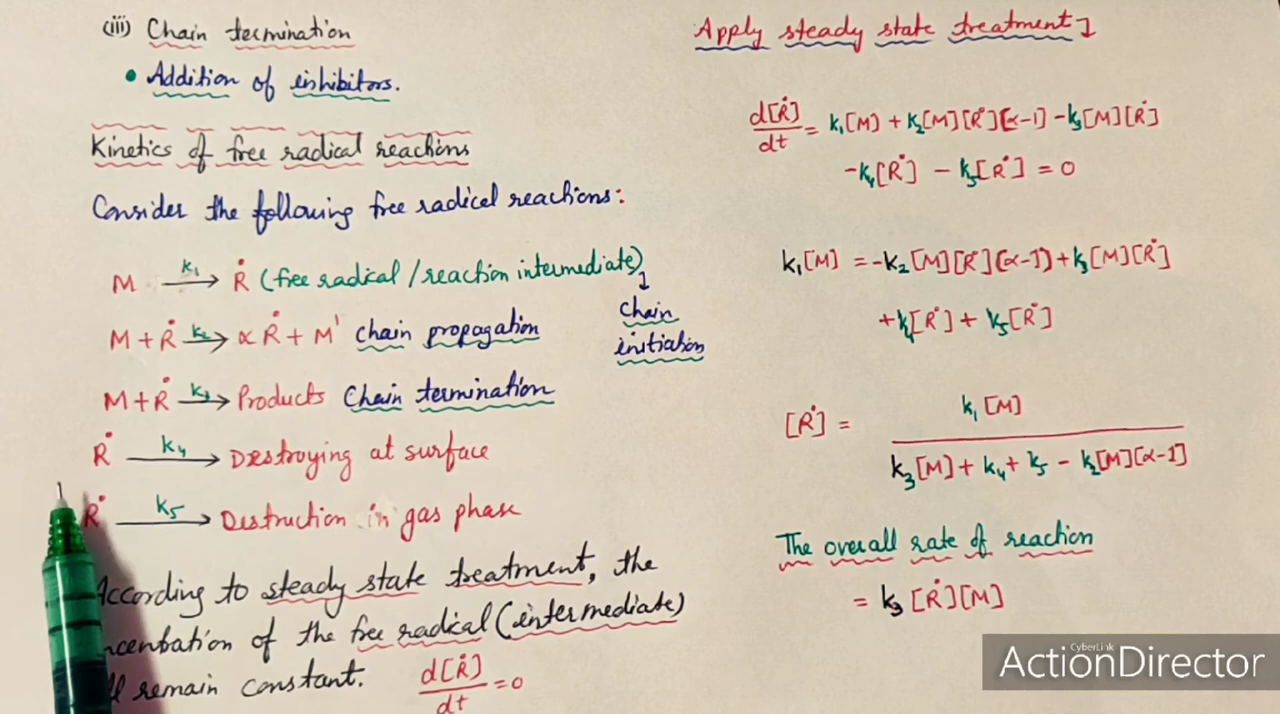 (iii) Chain termination
• Addition of inhibitors.
Kinetics of free radical reactions
Consider the following free radical reactions:
M —k₁→ Ṙ (free radical/reaction intermediate)
↓
Chain
initiation
M + Ṙ —k₂→ ∝Ṙ + M' Chain propagation
M + Ṙ —k₃→ Products Chain termination
Ṙ —k₄→ Destroying at surface
R˙ —k₅→ Destruction in gas phase
According to steady state treatment, the
of the free radical (intermediate)
remain constant. d[Ṙ]/dt = 0
Apply steady state treatment]
d[Ṙ]/dt = k₁[M] + k₂[M][R˙][∝-1) - k₃[M][R˙]
-k₄[R˙] - k₅[R˙] = 0
k₁[M] = -k₂[M][R˙](∝-1) + k₃[M][R˙]
+k₄[R˙] + k₅[R˙]
[R˙] = k₁[M] / k₃[M] + k₄ + k₅ - k₂[M][∝-1]
The overall rate of reaction
= k₃[Ṙ][M]
CyberLink
ActionDirector